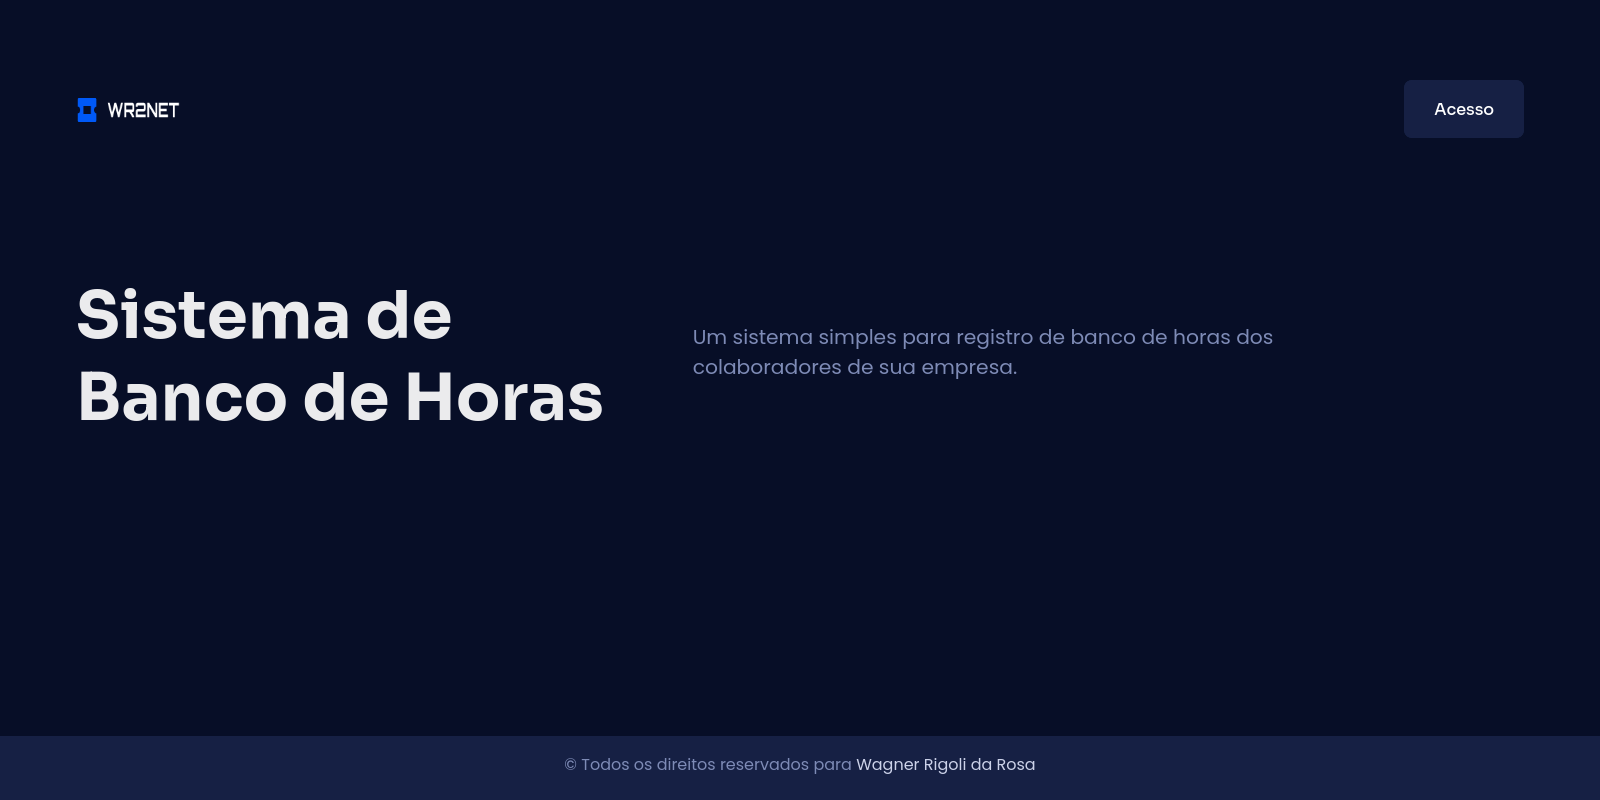 WR2NET
Acesso
Sistema de
Banco de Horas
Um sistema simples para registro de banco de horas dos
colaboradores de sua empresa.
© Todos os direitos reservados para Wagner Rigoli da Rosa